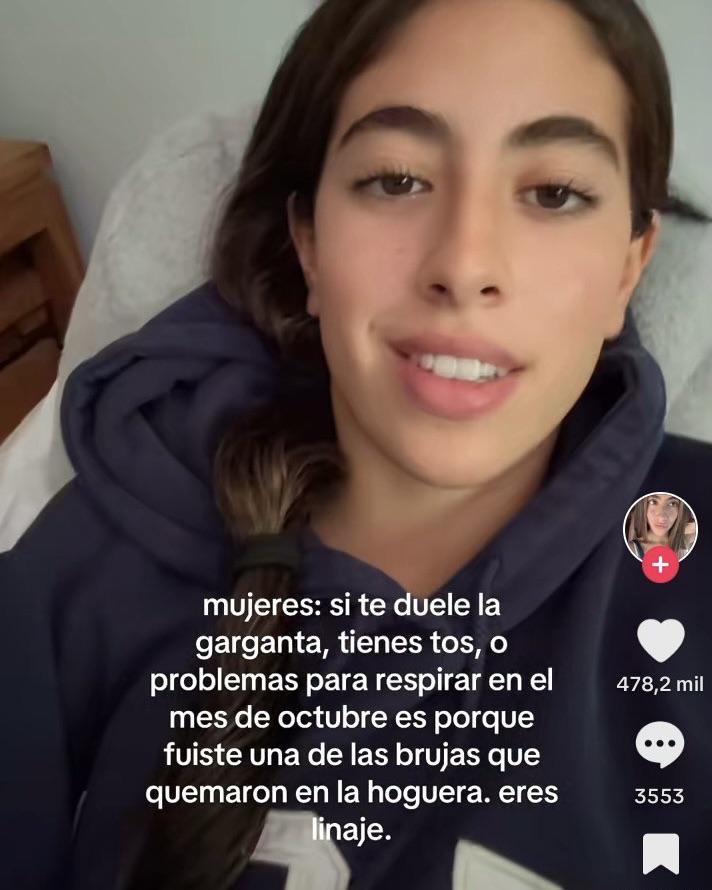 mujeres: si te duele la
garganta, tienes tos, o
problemas para respirar en el
mes de octubre es porque
fuiste una de las brujas que
quemaron en la hoguera. eres
linaje.
478,2 mil
3553